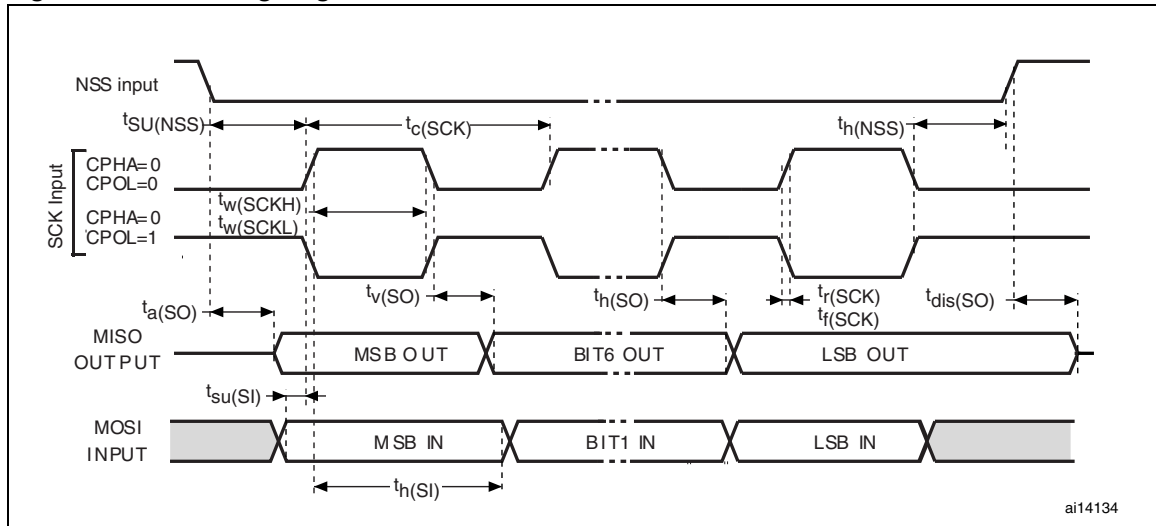 NSS input
tSU(NSS)
tc(SCK)
th(NSS)
SCK Input
CPHA=0
CPOL=0
CPHA=0
CPOL=1
tw(SCKH)
tw(SCKL)
ta(SO)
tv(SO)
th(SO)
tr(SCK)
tf(SCK)
tdis(SO)
MISO
OUTPUT
MSB OUT
BIT6 OUT
LSB OUT
tsu(SI)
MOSI
INPUT
MSB IN
BIT1 IN
LSB IN
th(SI)
ai14134